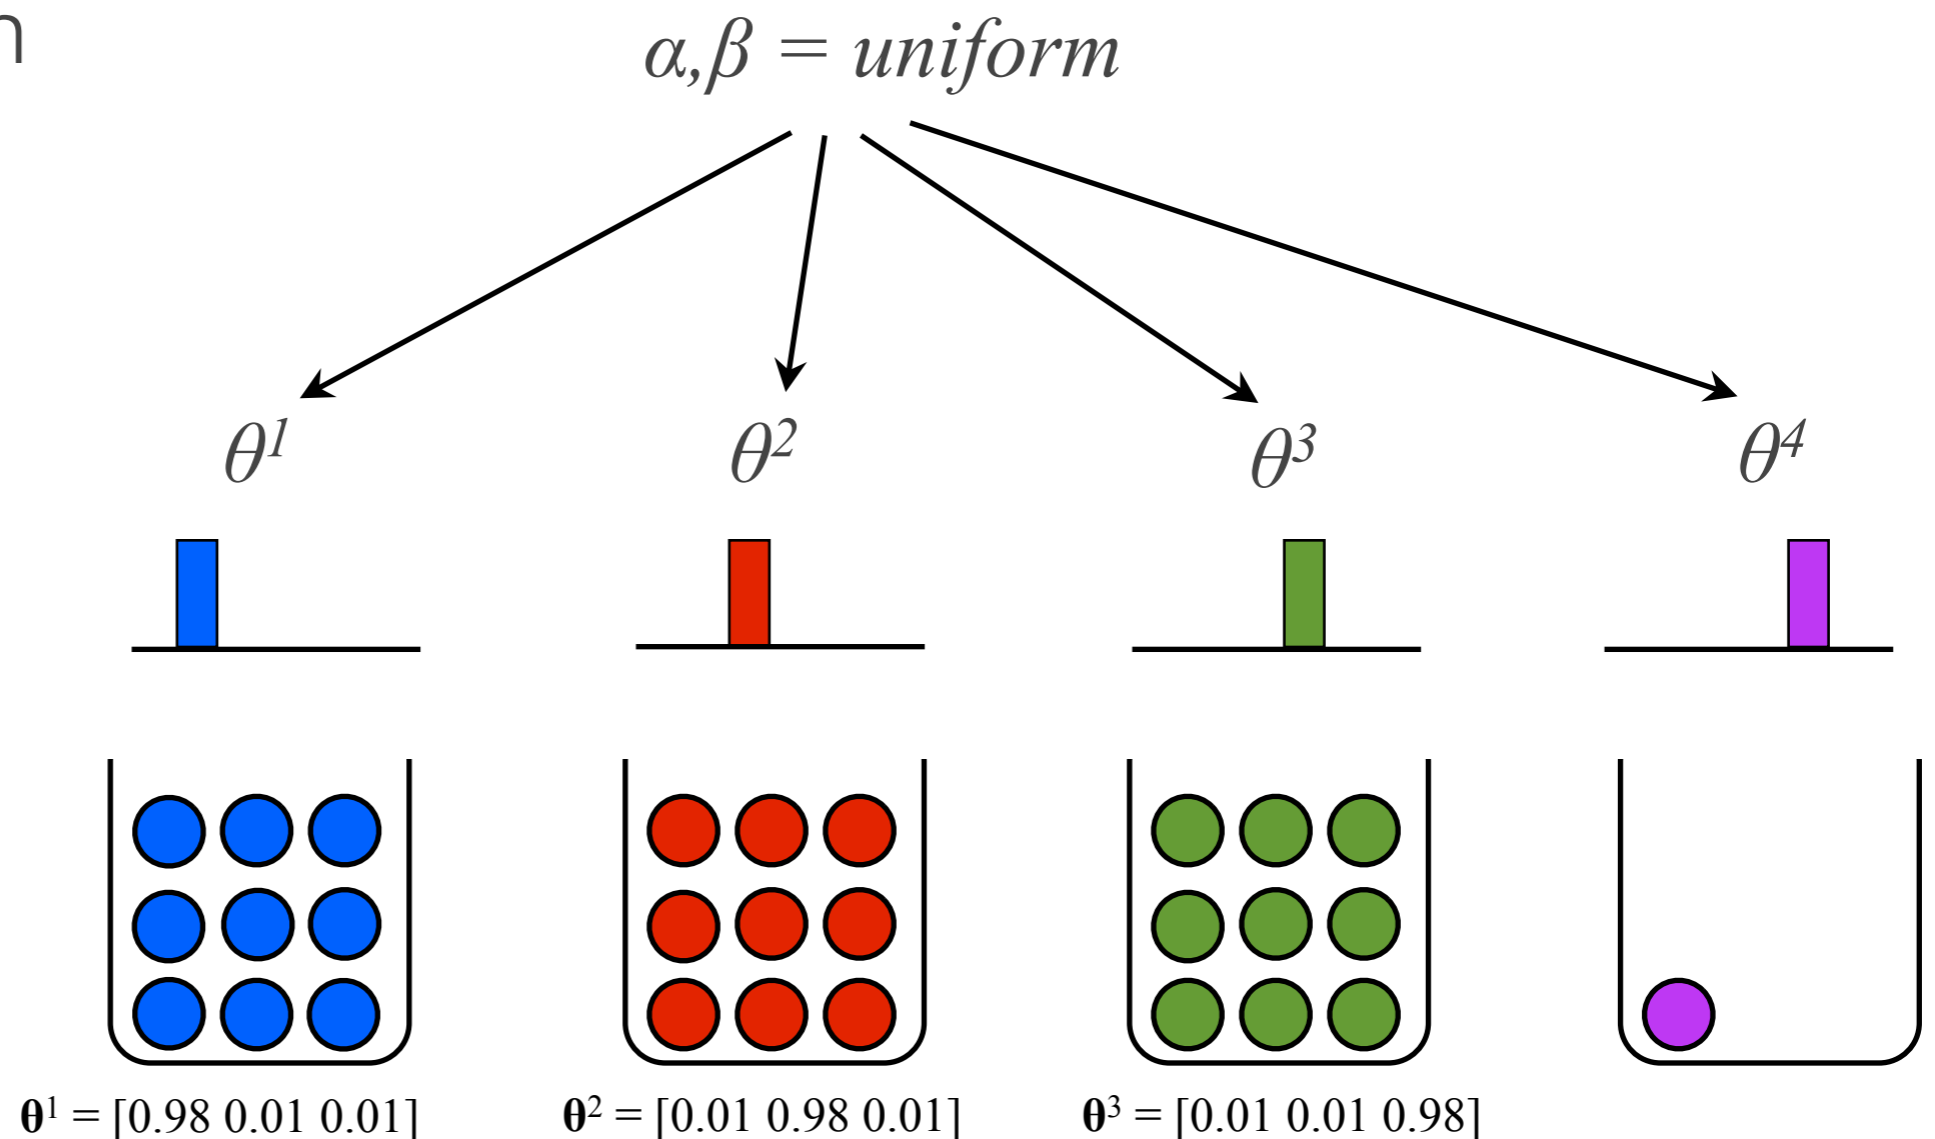 α,β = uniform
θ¹ θ² θ³ θ⁴
θ¹ = [0.98 0.01 0.01] θ² = [0.01 0.98 0.01] θ³ = [0.01 0.01 0.98]